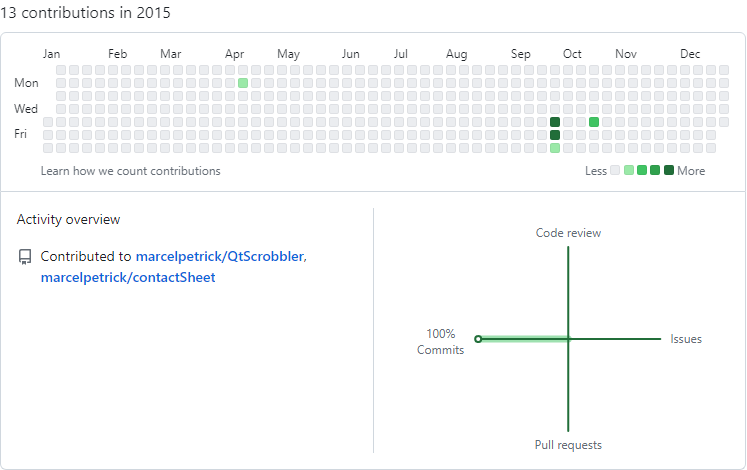 13 contributions in 2015
Jan Feb Mar Apr May Jun Jul Aug Sep Oct Nov Dec
Mon
Wed
Fri
Learn how we count contributions
Less More
Activity overview
Contributed to marcelpetrick/QtScrobbler,
marcelpetrick/contactSheet
Code review
100%
Commits
Issues
Pull requests